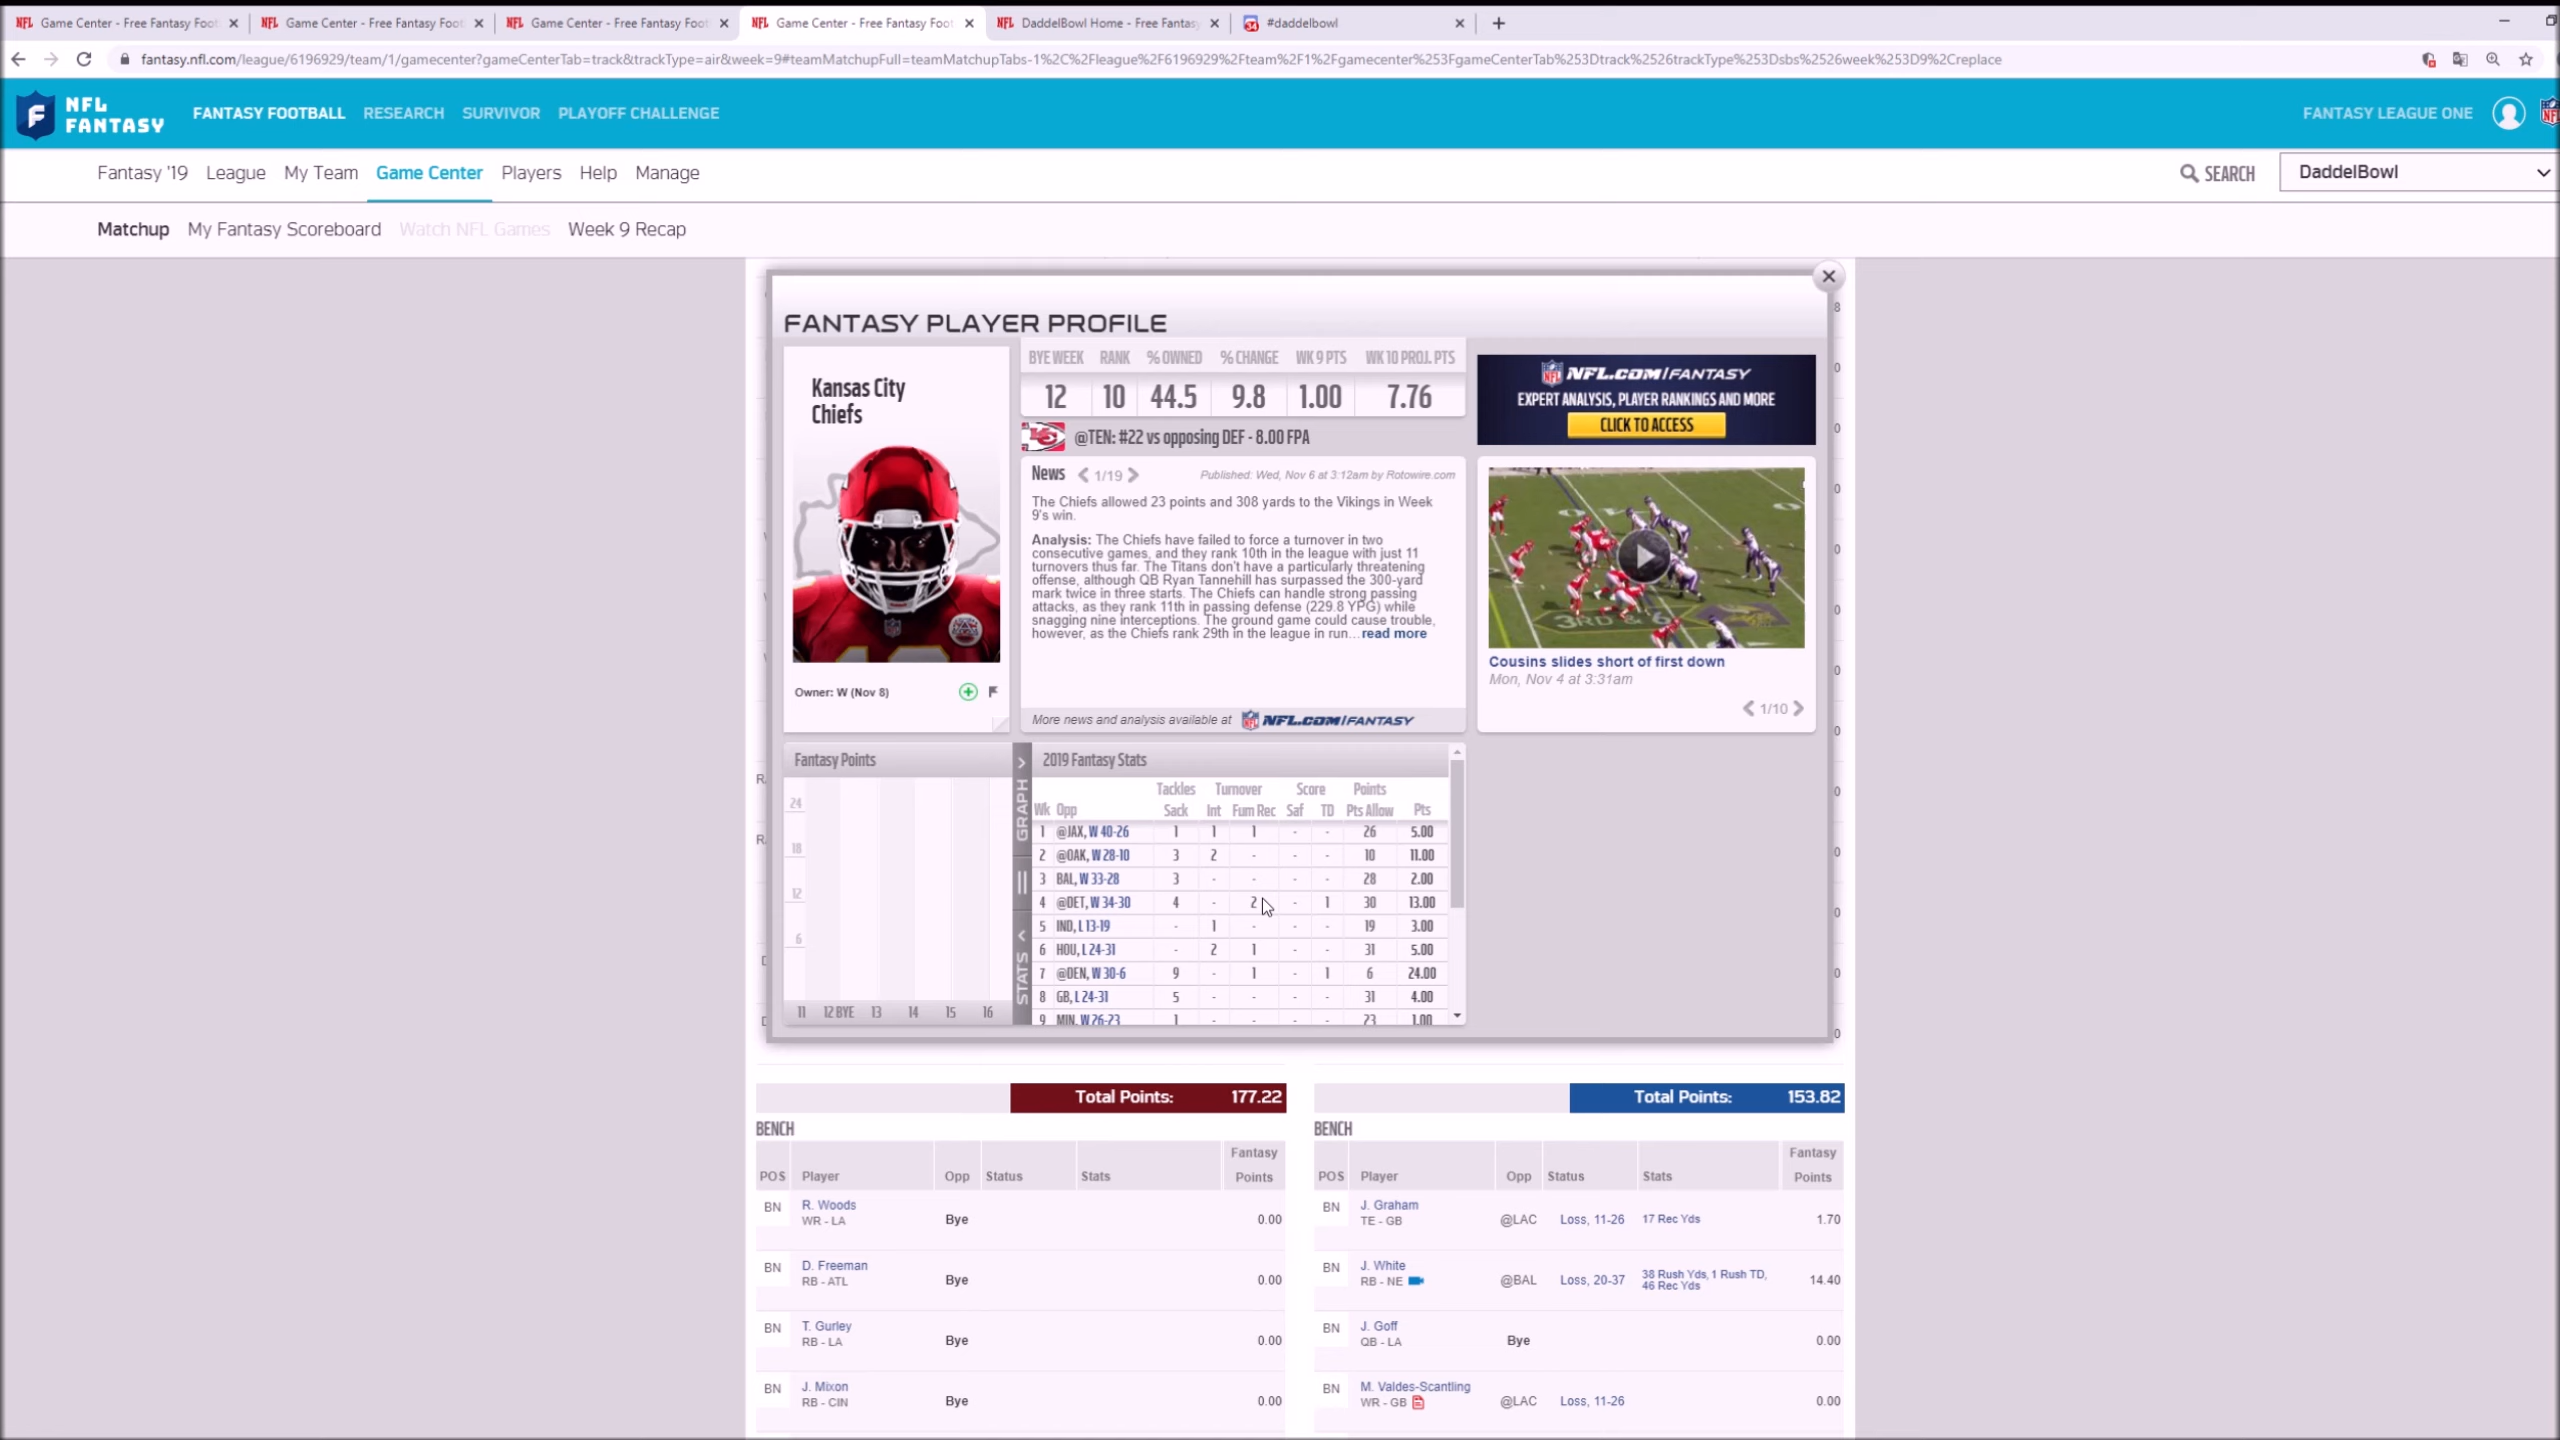 Game Center - Free Fantasy Foot
Game Center - Free Fantasy Foot
Game Center - Free Fantasy Foot
Game Center - Free Fantasy Foot
DaddelBowl Home - Free Fantasy
#daddelbowl
fantasy.nfl.com/league/6196929/team/1/gamecenter?gameCenterTab=track&trackType=air&week=9#teamMatchupFull=teamMatchupTabs-1%2C%2Fleague%2F6196929%2Fteam%2F1%2Fgamecenter%253FgameCenterTab%253Dtrack%2526trackType%253Dsbs%2526week%253D9%2Creplace
NFL FANTASY
FANTASY FOOTBALL RESEARCH SURVIVOR PLAYOFF CHALLENGE
FANTASY LEAGUE ONE
Fantasy '19 League My Team Game Center Players Help Manage
SEARCH
DaddelBowl
Matchup My Fantasy Scoreboard Watch NFL Games Week 9 Recap
FANTASY PLAYER PROFILE
Kansas City
Chiefs
Owner: W (Nov 8)
BYE WEEK RANK % OWNED % CHANGE WK 9 PTS WK 10 PROJ. PTS
12 10 44.5 9.8 1.00 7.76
@TEN: #22 vs opposing DEF - 8.00 FPA
News 1/19 Published: Wed, Nov 6 at 3:12am by Rotowire.com
The Chiefs allowed 23 points and 308 yards to the Vikings in Week
9's win.
Analysis: The Chiefs have failed to force a turnover in two
consecutive games, and they rank 10th in the league with just 11
turnovers thus far. The Titans don't have a particularly threatening
offense, although QB Ryan Tannehill has surpassed the 300-yard
mark twice in three starts. The Chiefs can handle strong passing
attacks, as they rank 11th in passing defense (229.8 YPG) while
snagging nine interceptions. The ground game could cause trouble,
however, as the Chiefs rank 29th in the league in run... read more
More news and analysis available at NFL.COM/FANTASY
NFL.COM/FANTASY
EXPERT ANALYSIS, PLAYER RANKINGS AND MORE
CLICK TO ACCESS
3RD & 6
Cousins slides short of first down
Mon, Nov 4 at 3:31am
1/10
Fantasy Points
24
18
12
6
11 12 BYE 13 14 15 16
GRAPH
STATS
2019 Fantasy Stats
Tackles Turnover Score Points
Wk Opp Sack Int Fum Rec Saf TD Pts Allow Pts
1 @JAX, W 40-26 1 1 1 - - 26 5.00
2 @OAK, W 28-10 3 2 - - - 10 11.00
3 BAL, W 33-28 3 - - - - 28 2.00
4 @DET, W 34-30 4 - 2 - 1 30 13.00
5 IND, L 13-19 - 1 - - - 19 3.00
6 HOU, L 24-31 - 2 1 - - 31 5.00
7 @DEN, W 30-6 9 - 1 - 1 6 24.00
8 GB, L 24-31 5 - - - - 31 4.00
9 MIN, W 26-23 1 - - - - 23 1.00
Total Points: 177.22
BENCH
POS Player Opp Status Stats Fantasy Points
BN R. Woods WR - LA Bye 0.00
BN D. Freeman RB - ATL Bye 0.00
BN T. Gurley RB - LA Bye 0.00
BN J. Mixon RB - CIN Bye 0.00
Total Points: 153.82
BENCH
POS Player Opp Status Stats Fantasy Points
BN J. Graham TE - GB @LAC Loss, 11-26 17 Rec Yds 1.70
BN J. White RB - NE @BAL Loss, 20-37 38 Rush Yds, 1 Rush TD, 46 Rec Yds 14.40
BN J. Goff QB - LA Bye 0.00
BN M. Valdes-Scantling WR - GB @LAC Loss, 11-26 0.00